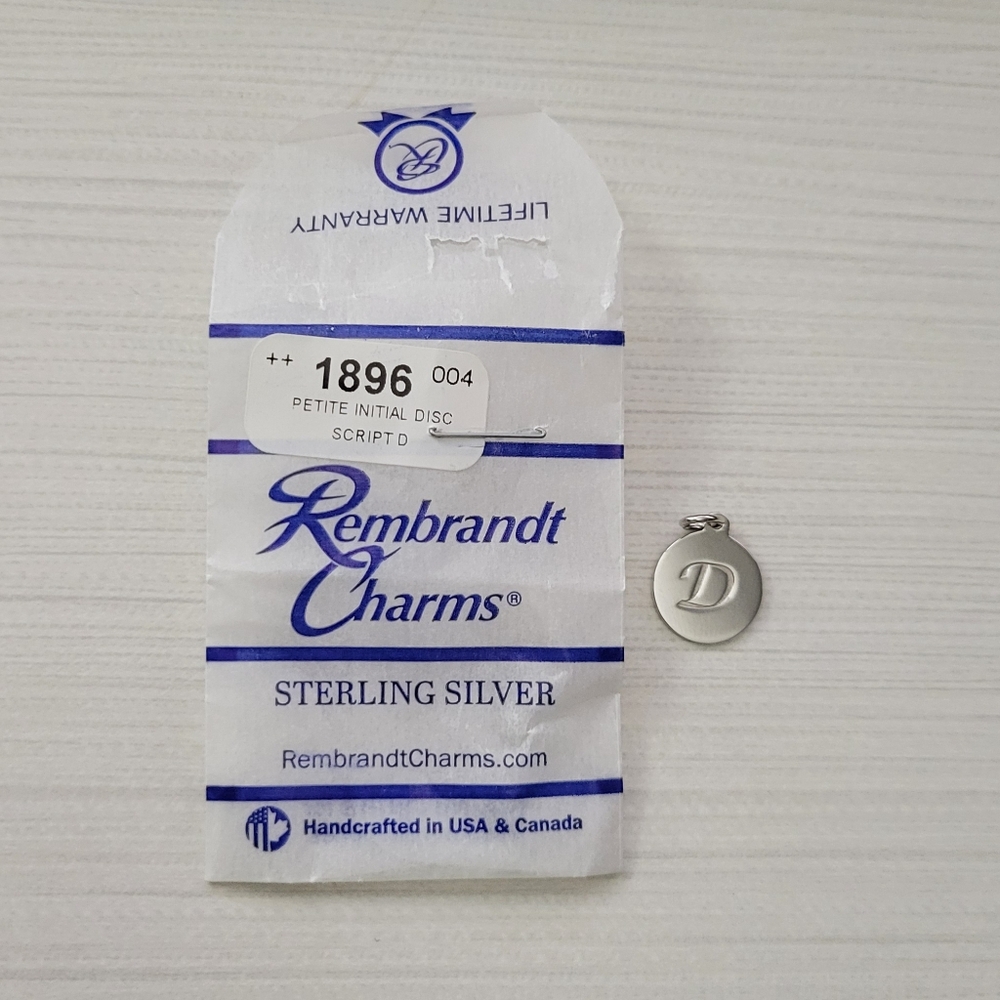 LIFETIME WARRANTY
++ 1896 004
PETITE INITIAL DISC
SCRIPT D
Rembrandt
Charms®
STERLING SILVER
RembrandtCharms.com
Handcrafted in USA & Canada
D